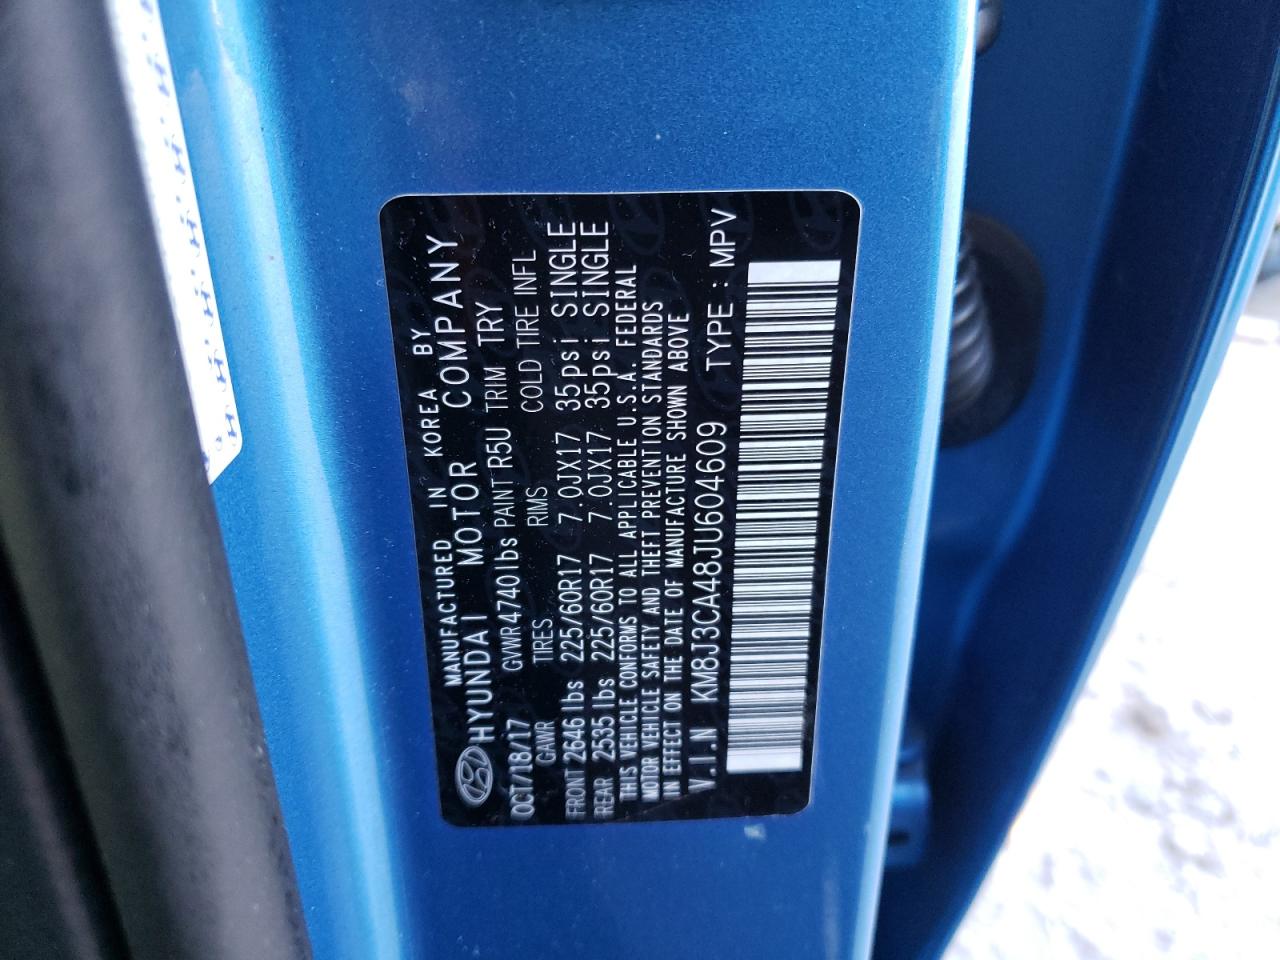 MANUFACTURED IN KOREA BY
HYUNDAI MOTOR COMPANY
OCT/18/17 GVWR 4740lbs PAINT R5U TRIM TRY
GAWR TIRES RIMS COLD TIRE INFL
FRONT 2646lbs 225/60R17 7.0JX17 35psi SINGLE
REAR 2535lbs 225/60R17 7.0JX17 35psi SINGLE
THIS VEHICLE CONFORMS TO ALL APPLICABLE U.S.A. FEDERAL
MOTOR VEHICLE SAFETY AND THEFT PREVENTION STANDARDS
IN EFFECT ON THE DATE OF MANUFACTURE SHOWN ABOVE
V.I.N KM8J3CA48JU604609 TYPE : MPV